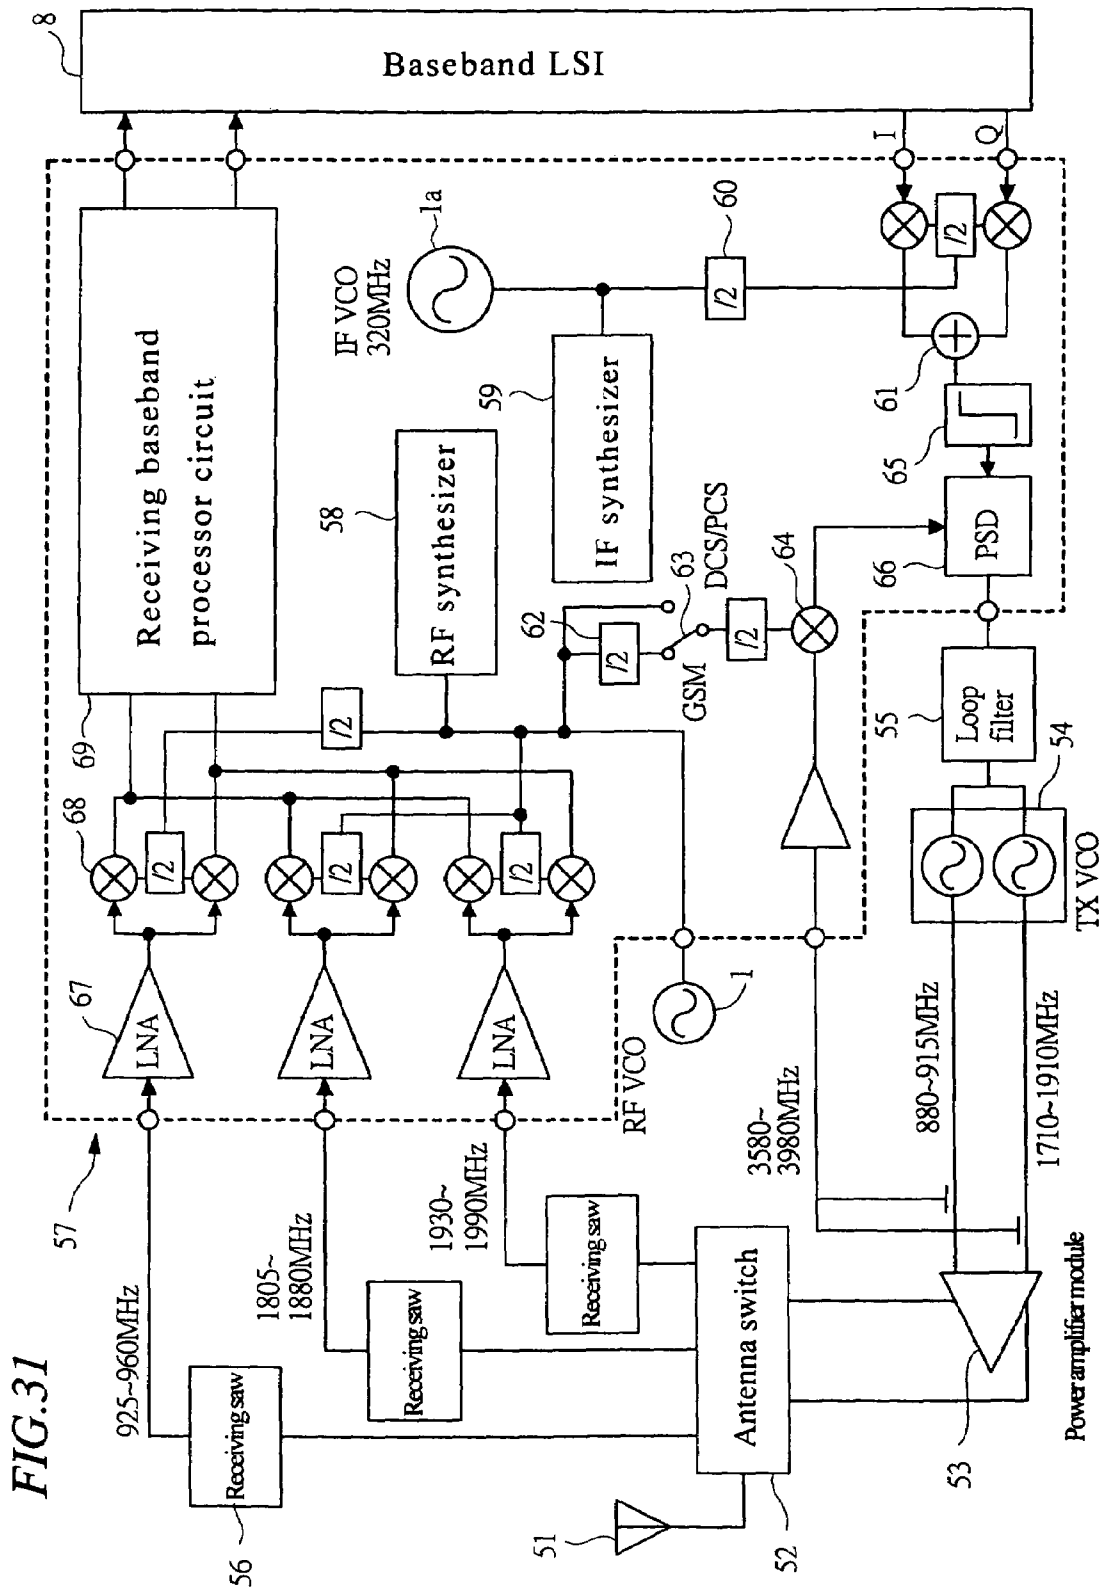 FIG.31
8
Baseband LSI
I
Q
Receiving baseband
processor circuit
69
1a
IF VCO
320MHz
60
/2
/2
59
IF synthesizer
58
RF synthesizer
61
65
66
PSD
DCS/PCS
63
64
62
/2
GSM
/2
/2
68
/2
/2
/2
67
LNA
LNA
LNA
57
RF VCO
1
55
Loop
filter
54
TX VCO
880~915MHz
1710~1910MHz
3580~
3980MHz
925~960MHz
1805~
1880MHz
1930~
1990MHz
Receiving saw
Receiving saw
Receiving saw
56
51
Antenna switch
52
53
Power amplifier module